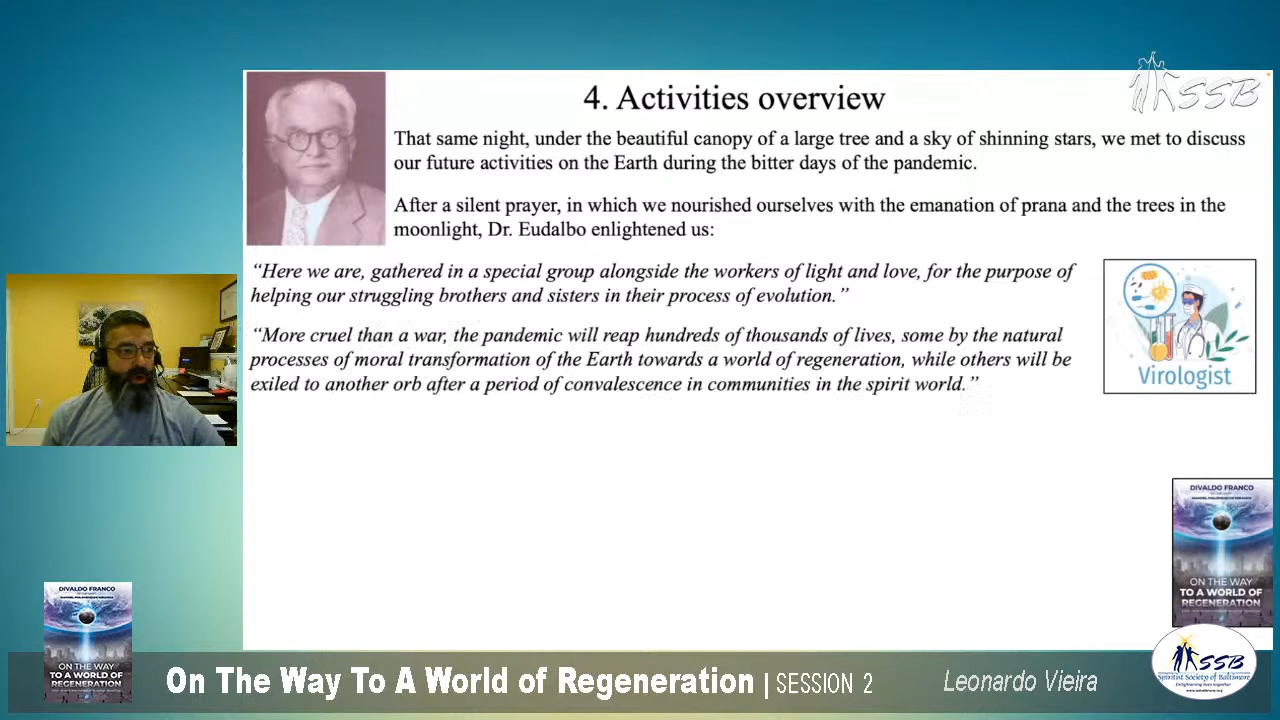 SSB
4. Activities overview
That same night, under the beautiful canopy of a large tree and a sky of shinning stars, we met to discuss
our future activities on the Earth during the bitter days of the pandemic.
After a silent prayer, in which we nourished ourselves with the emanation of prana and the trees in the
moonlight, Dr. Eudalbo enlightened us:
“Here we are, gathered in a special group alongside the workers of light and love, for the purpose of
helping our struggling brothers and sisters in their process of evolution.”
“More cruel than a war, the pandemic will reap hundreds of thousands of lives, some by the natural
processes of moral transformation of the Earth towards a world of regeneration, while others will be
exiled to another orb after a period of convalescence in communities in the spirit world.”
Virologist
DIVALDO FRANCO
ON THE WAY
TO A WORLD OF
REGENERATION
DIVALDO FRANCO
ON THE WAY
TO A WORLD OF
REGENERATION
On The Way To A World of Regeneration | SESSION 2
Leonardo Vieira
SSB
Spiritist Society of Baltimore
Enlightening lives together